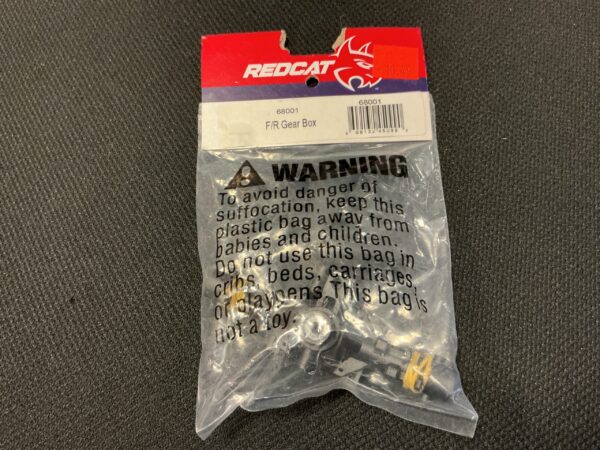 REDCAT
68001
68001
F/R Gear Box
WARNING
To avoid danger of
suffocation, keep this
plastic bag away from
babies and children.
Do not use this bag in
cribs, beds, carriages,
or playpens. This bag is
not a toy.